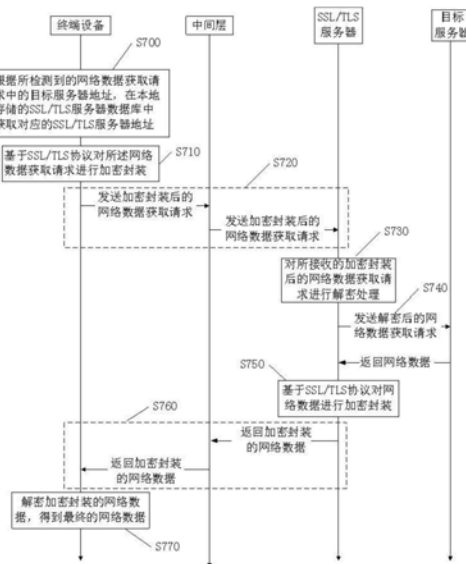 终端设备
中间层
SSL/TLS
服务器
目标
服务器
S700
根据所检测到的网络数据获取请
求中的目标服务器地址，在本地
存储的SSL/TLS服务器数据库中
获取对应的SSL/TLS服务器地址
基于SSL/TLS协议对所述网络
数据获取请求进行加密封装
S710
S720
发送加密封装后的
网络数据获取请求
发送加密封装后的
网络数据获取请求
S730
对所接收的加密封装
后的网络数据获取请
求进行解密处理
S740
发送解密后的网
络数据获取请求
返回网络数据
S750
基于SSL/TLS协议对网
络数据进行加密封装
S760
返回加密封装
的网络数据
返回加密封装
的网络数据
解密加密封装的网络数
据，得到最终的网络数据
S770